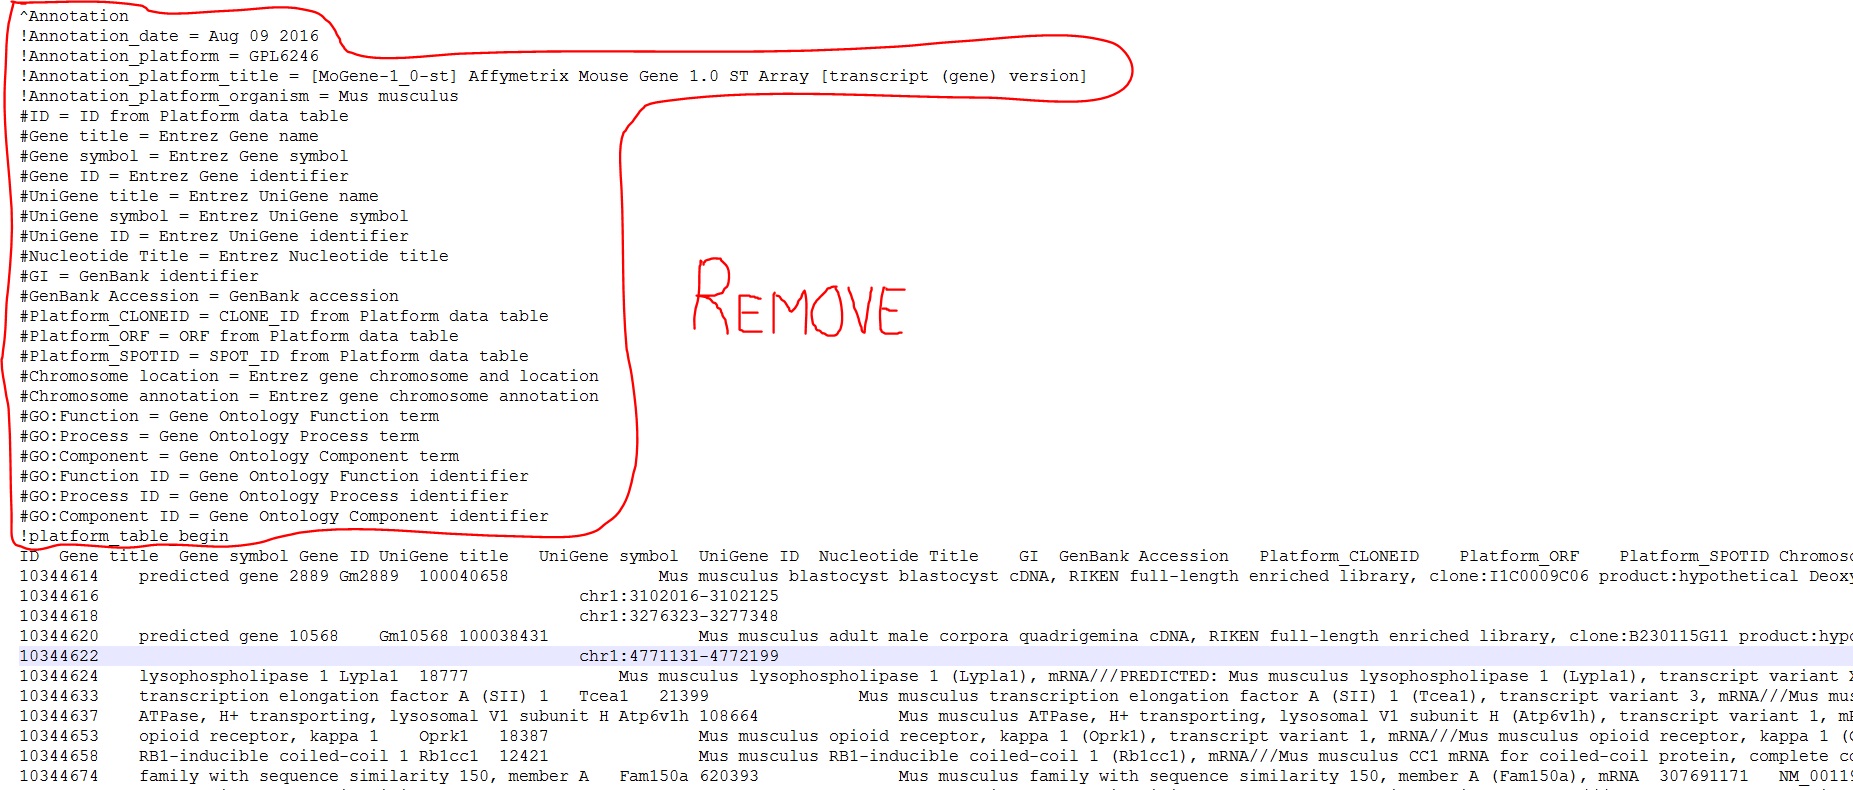 ^Annotation
!Annotation_date = Aug 09 2016
!Annotation_platform = GPL6246
!Annotation_platform_title = [MoGene-1_0-st] Affymetrix Mouse Gene 1.0 ST Array [transcript (gene) version]
!Annotation_platform_organism = Mus musculus
#ID = ID from Platform data table
#Gene title = Entrez Gene name
#Gene symbol = Entrez Gene symbol
#Gene ID = Entrez Gene identifier
#UniGene title = Entrez UniGene name
#UniGene symbol = Entrez UniGene symbol
#UniGene ID = Entrez UniGene identifier
#Nucleotide Title = Entrez Nucleotide title
#GI = GenBank identifier
#GenBank Accession = GenBank accession
#Platform_CLONEID = CLONE_ID from Platform data table
#Platform_ORF = ORF from Platform data table
#Platform_SPOTID = SPOT_ID from Platform data table
#Chromosome location = Entrez gene chromosome and location
#Chromosome annotation = Entrez gene chromosome annotation
#GO:Function = Gene Ontology Function term
#GO:Process = Gene Ontology Process term
#GO:Component = Gene Ontology Component term
#GO:Function ID = Gene Ontology Function identifier
#GO:Process ID = Gene Ontology Process identifier
#GO:Component ID = Gene Ontology Component identifier
!platform_table_begin
REMOVE
ID Gene title Gene symbol Gene ID UniGene title UniGene symbol UniGene ID Nucleotide Title GI GenBank Accession Platform_CLONEID Platform_ORF Platform_SPOTID Chromoso
10344614 predicted gene 2889 Gm2889 100040658 Mus musculus blastocyst blastocyst cDNA, RIKEN full-length enriched library, clone:I1C0009C06 product:hypothetical Deoxy
10344616 chr1:3102016-3102125
10344618 chr1:3276323-3277348
10344620 predicted gene 10568 Gm10568 100038431 Mus musculus adult male corpora quadrigemina cDNA, RIKEN full-length enriched library, clone:B230115G11 product:hypo
10344622 chr1:4771131-4772199
10344624 lysophospholipase 1 Lypla1 18777 Mus musculus lysophospholipase 1 (Lypla1), mRNA///PREDICTED: Mus musculus lysophospholipase 1 (Lypla1), transcript variant
10344633 transcription elongation factor A (SII) 1 Tcea1 21399 Mus musculus transcription elongation factor A (SII) 1 (Tcea1), transcript variant 3, mRNA///Mus mus
10344637 ATPase, H+ transporting, lysosomal V1 subunit H Atp6v1h 108664 Mus musculus ATPase, H+ transporting, lysosomal V1 subunit H (Atp6v1h), transcript variant 1, mR
10344653 opioid receptor, kappa 1 Oprk1 18387 Mus musculus opioid receptor, kappa 1 (Oprk1), transcript variant 1, mRNA///Mus musculus opioid receptor, kappa 1 (
10344658 RB1-inducible coiled-coil 1 Rb1cc1 12421 Mus musculus RB1-inducible coiled-coil 1 (Rb1cc1), mRNA///Mus musculus CC1 mRNA for coiled-coil protein, complete co
10344674 family with sequence similarity 150, member A Fam150a 620393 Mus musculus family with sequence similarity 150, member A (Fam150a), mRNA 307691171 NM_00119